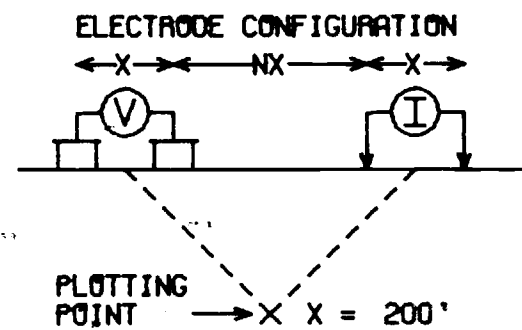 ELECTRODE CONFIGURATION
X NX X
V I
PLOTTING
POINT X X = 200'